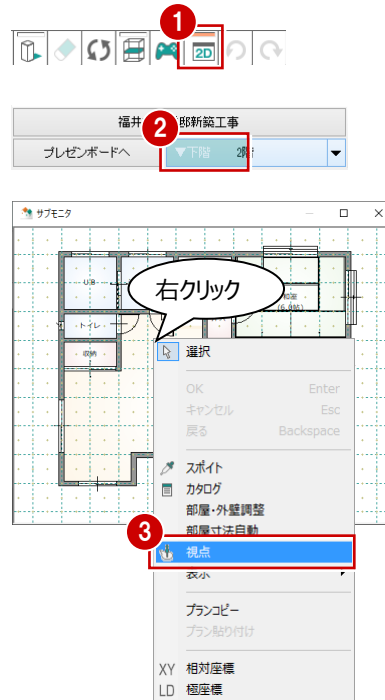 1
2D
福井 邸新築工事
2
プレゼンボードへ
▼下階 2階
サブモニタ
UB
右クリック
和室
(6.0帖)
トイレ
収納
選択
OK Enter
キャンセル Esc
戻る Backspace
スポイト
カタログ
部屋・外壁調整
部屋寸法自動
3
視点
表示
プランコピー
プラン貼り付け
XY 相対座標
LD 極座標